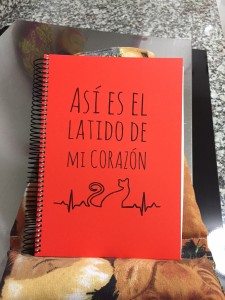 ASÍ ES EL
LATIDO DE
MI CORAZÓN